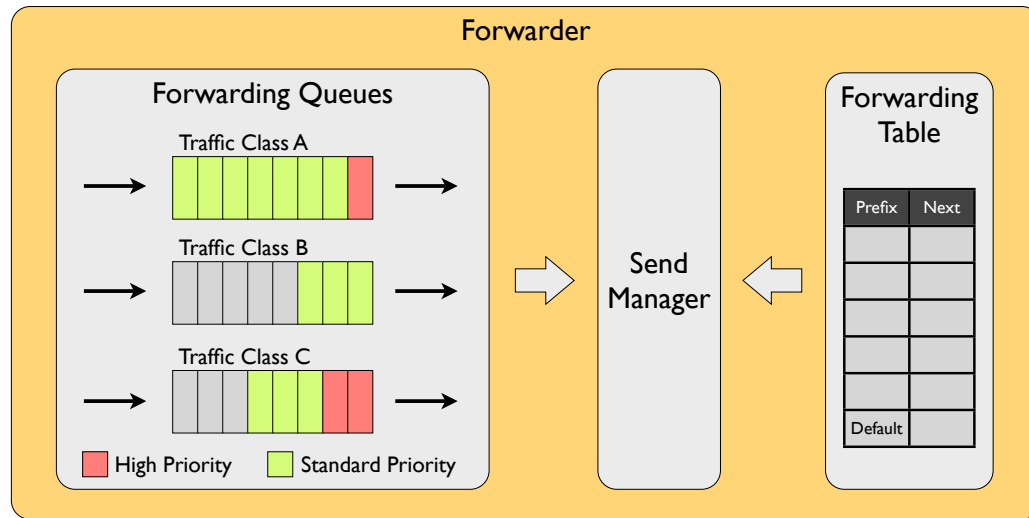 Forwarder
Forwarding Queues
Traffic Class A
Traffic Class B
Traffic Class C
High Priority
Standard Priority
Send
Manager
Forwarding
Table
Prefix Next
Default